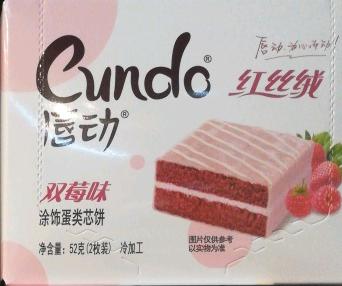 Cundo®
唇动®
唇动，为心而动！
红丝绒
双莓味
涂饰蛋类芯饼
净含量：52克(2枚装) 冷加工
图片仅供参考
以实物为准